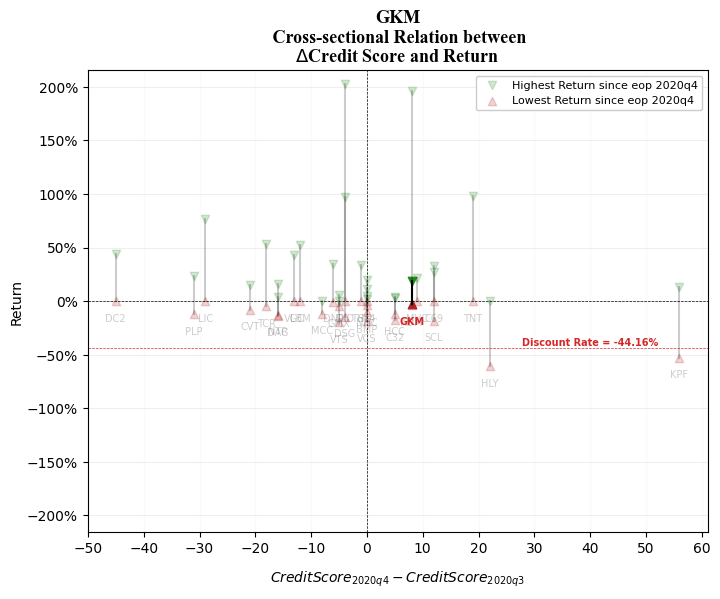 GKM
Cross-sectional Relation between
ΔCredit Score and Return
Highest Return since eop 2020q4
Lowest Return since eop 2020q4
Return
200%
150%
100%
50%
0%
−50%
−100%
−150%
−200%
DC2
PLP
LIC
CVT
MCC
DSG
VTS
VCS
HCC
C32
GKM
SCL
TNT
HLY
KPF
Discount Rate = -44.16%
−50 −40 −30 −20 −10 0 10 20 30 40 50 60
CreditScore2020q4 − CreditScore2020q3